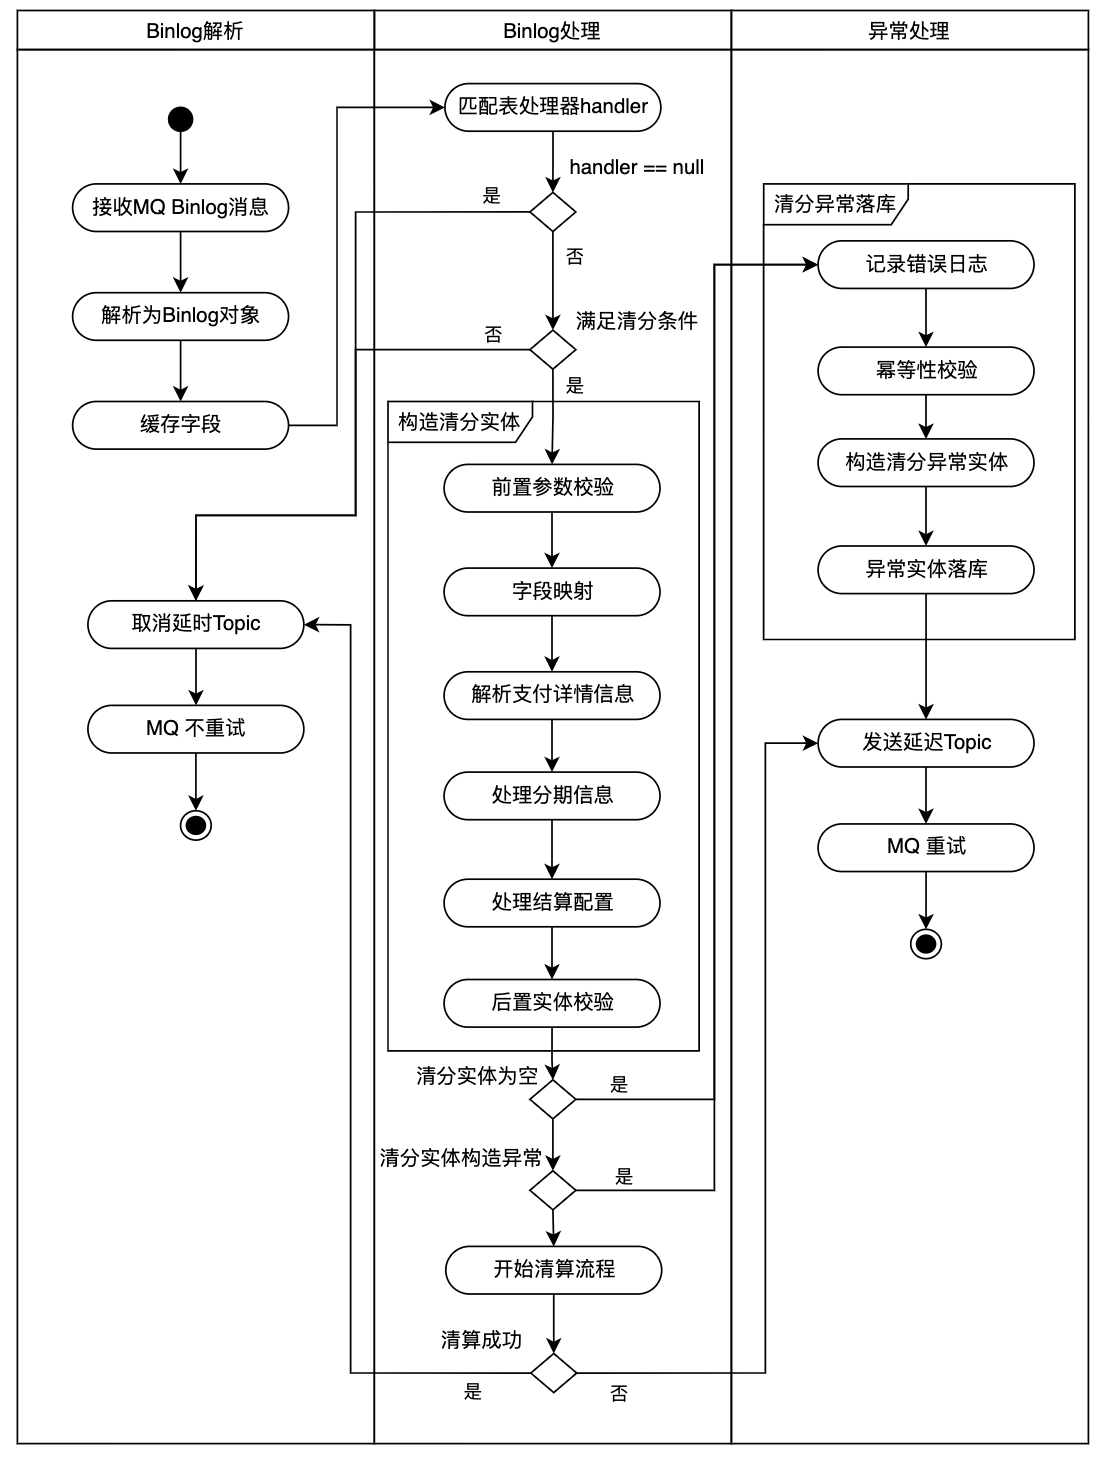 Binlog解析
Binlog处理
异常处理
接收MQ Binlog消息
解析为Binlog对象
缓存字段
取消延时Topic
MQ 不重试
匹配表处理器handler
handler == null
是
否
满足清分条件
否
是
构造清分实体
前置参数校验
字段映射
解析支付详情信息
处理分期信息
处理结算配置
后置实体校验
清分实体为空
是
清分实体构造异常
是
开始清算流程
清算成功
是
否
清分异常落库
记录错误日志
幂等性校验
构造清分异常实体
异常实体落库
发送延迟Topic
MQ 重试